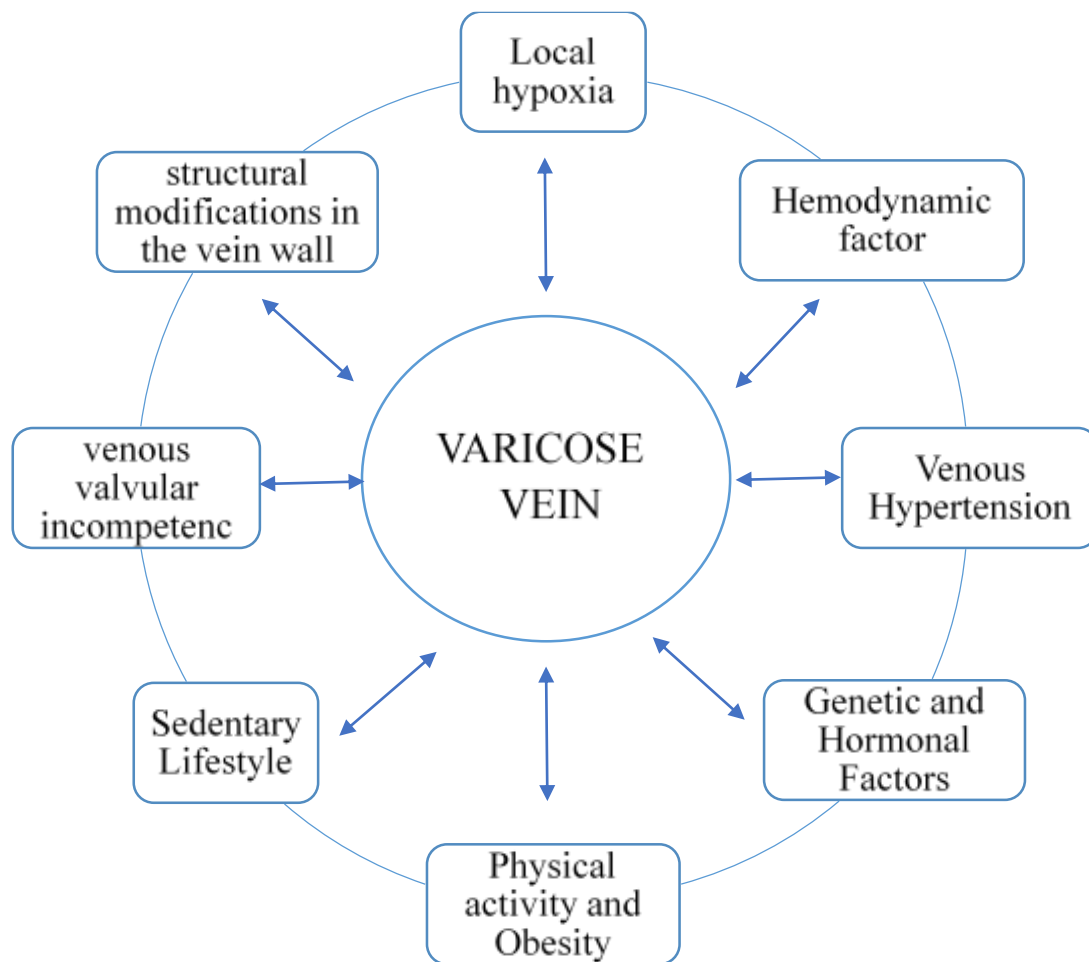 Local
hypoxia
structural
modifications in
the vein wall
Hemodynamic
factor
venous
valvular
incompetenc
VARICOSE
VEIN
Venous
Hypertension
Sedentary
Lifestyle
Genetic and
Hormonal
Factors
Physical
activity and
Obesity